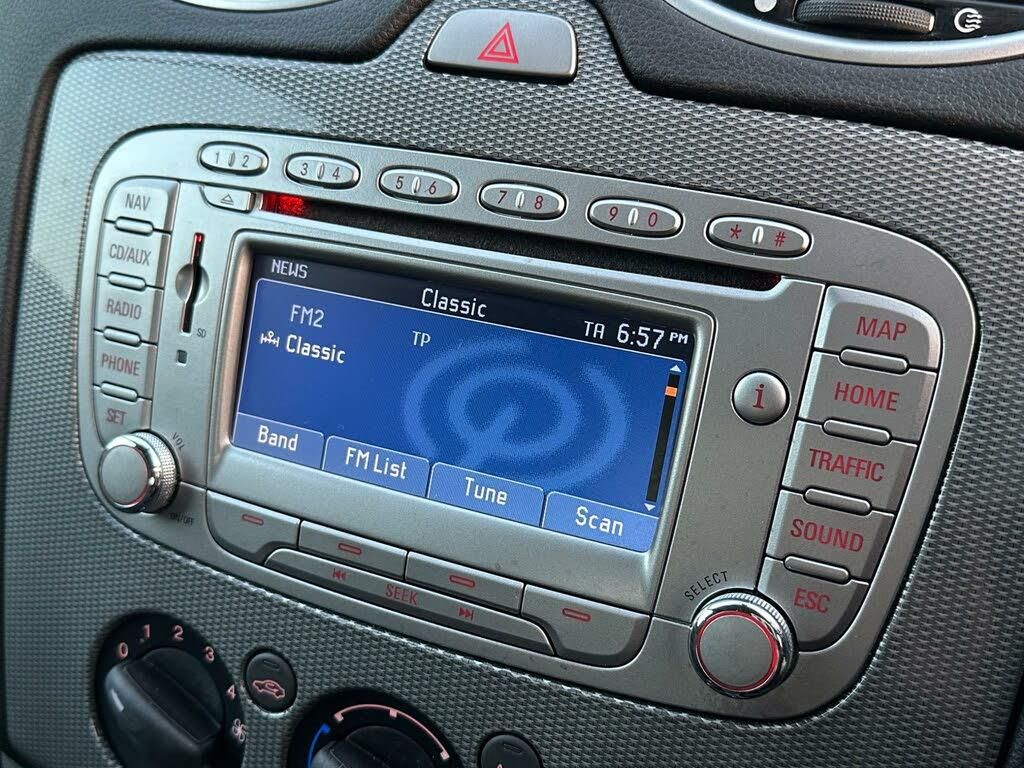 1 2
3 4
5 6
7 8
9 0
* #
NAV
CD/AUX
RADIO
PHONE
SET
SD
VOL
ON/OFF
NEWS
Classic
TA 6:57 PM
FM2
TP
Classic
Band
FM List
Tune
Scan
SEEK
i
MAP
HOME
TRAFFIC
SOUND
ESC
SELECT
0 1 2 3 4